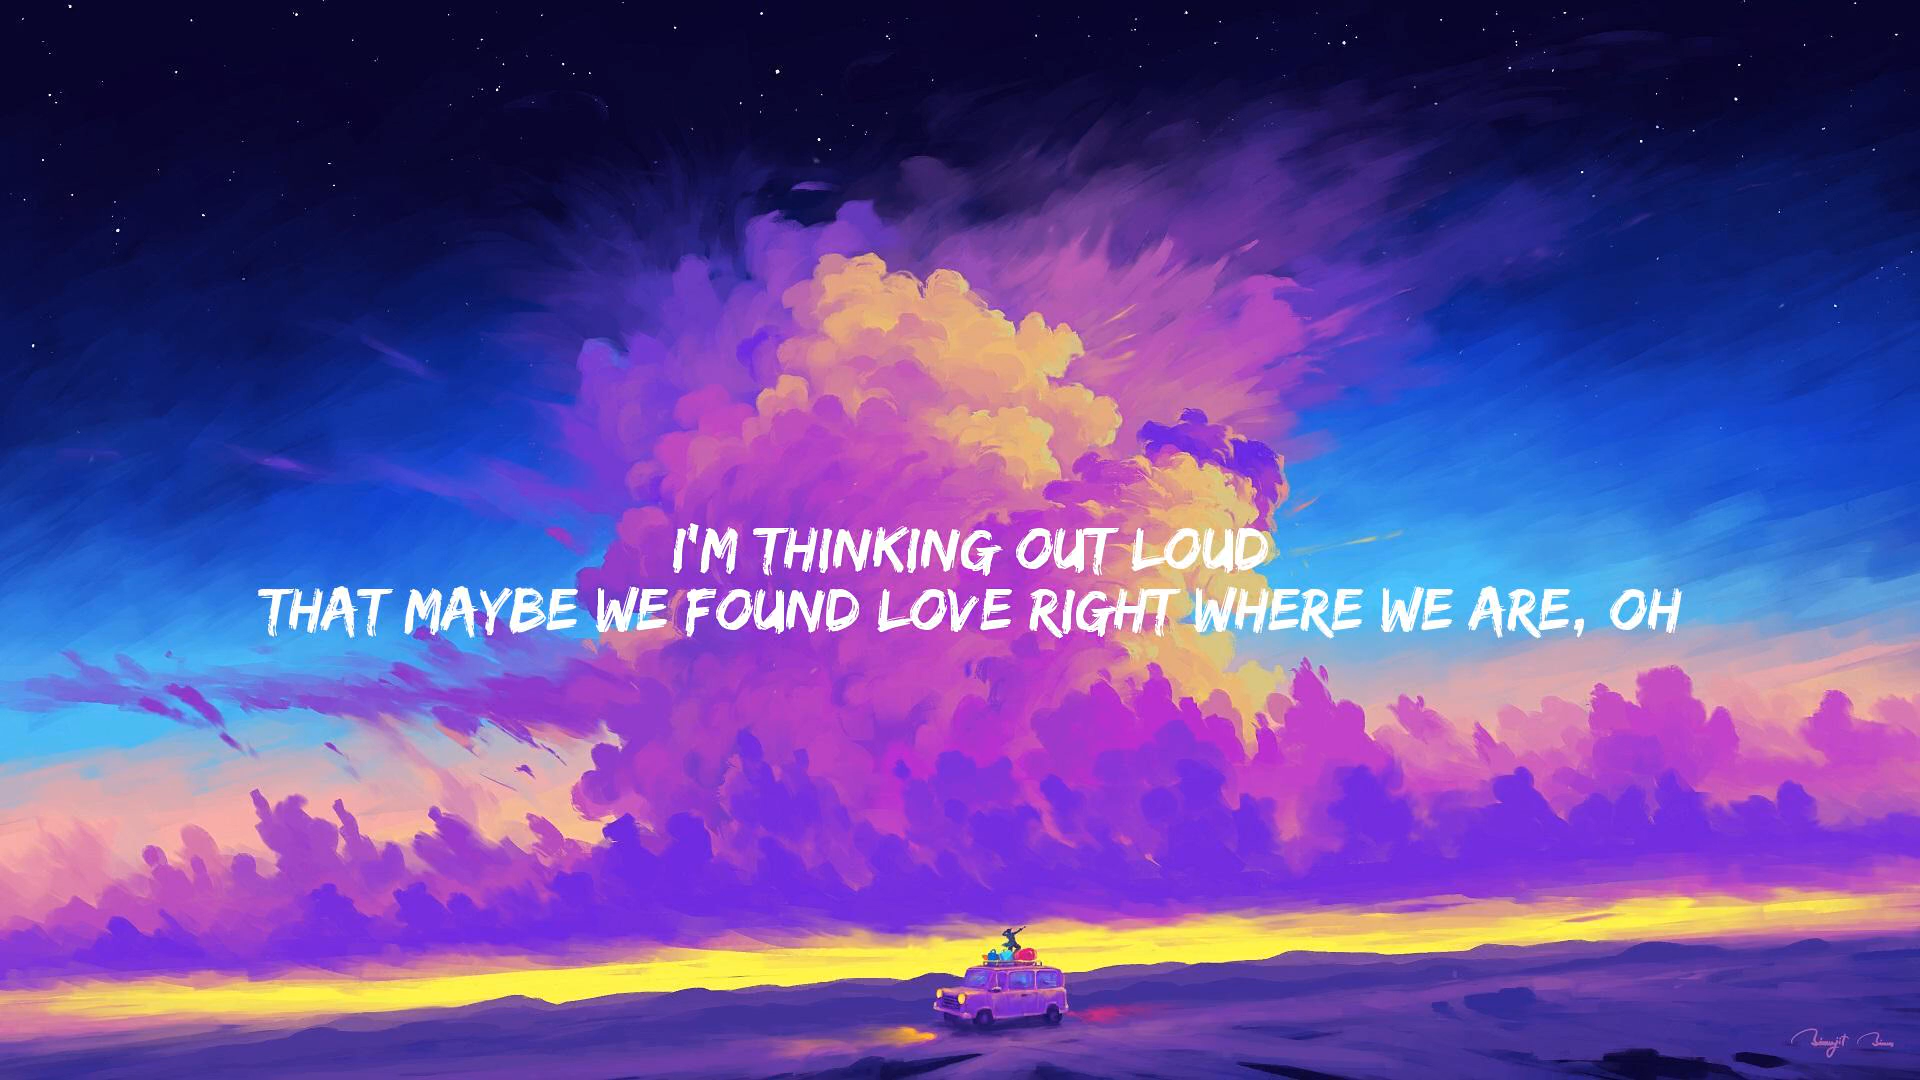 I'M THINKING OUT LOUD
THAT MAYBE WE FOUND LOVE RIGHT WHERE WE ARE, OH